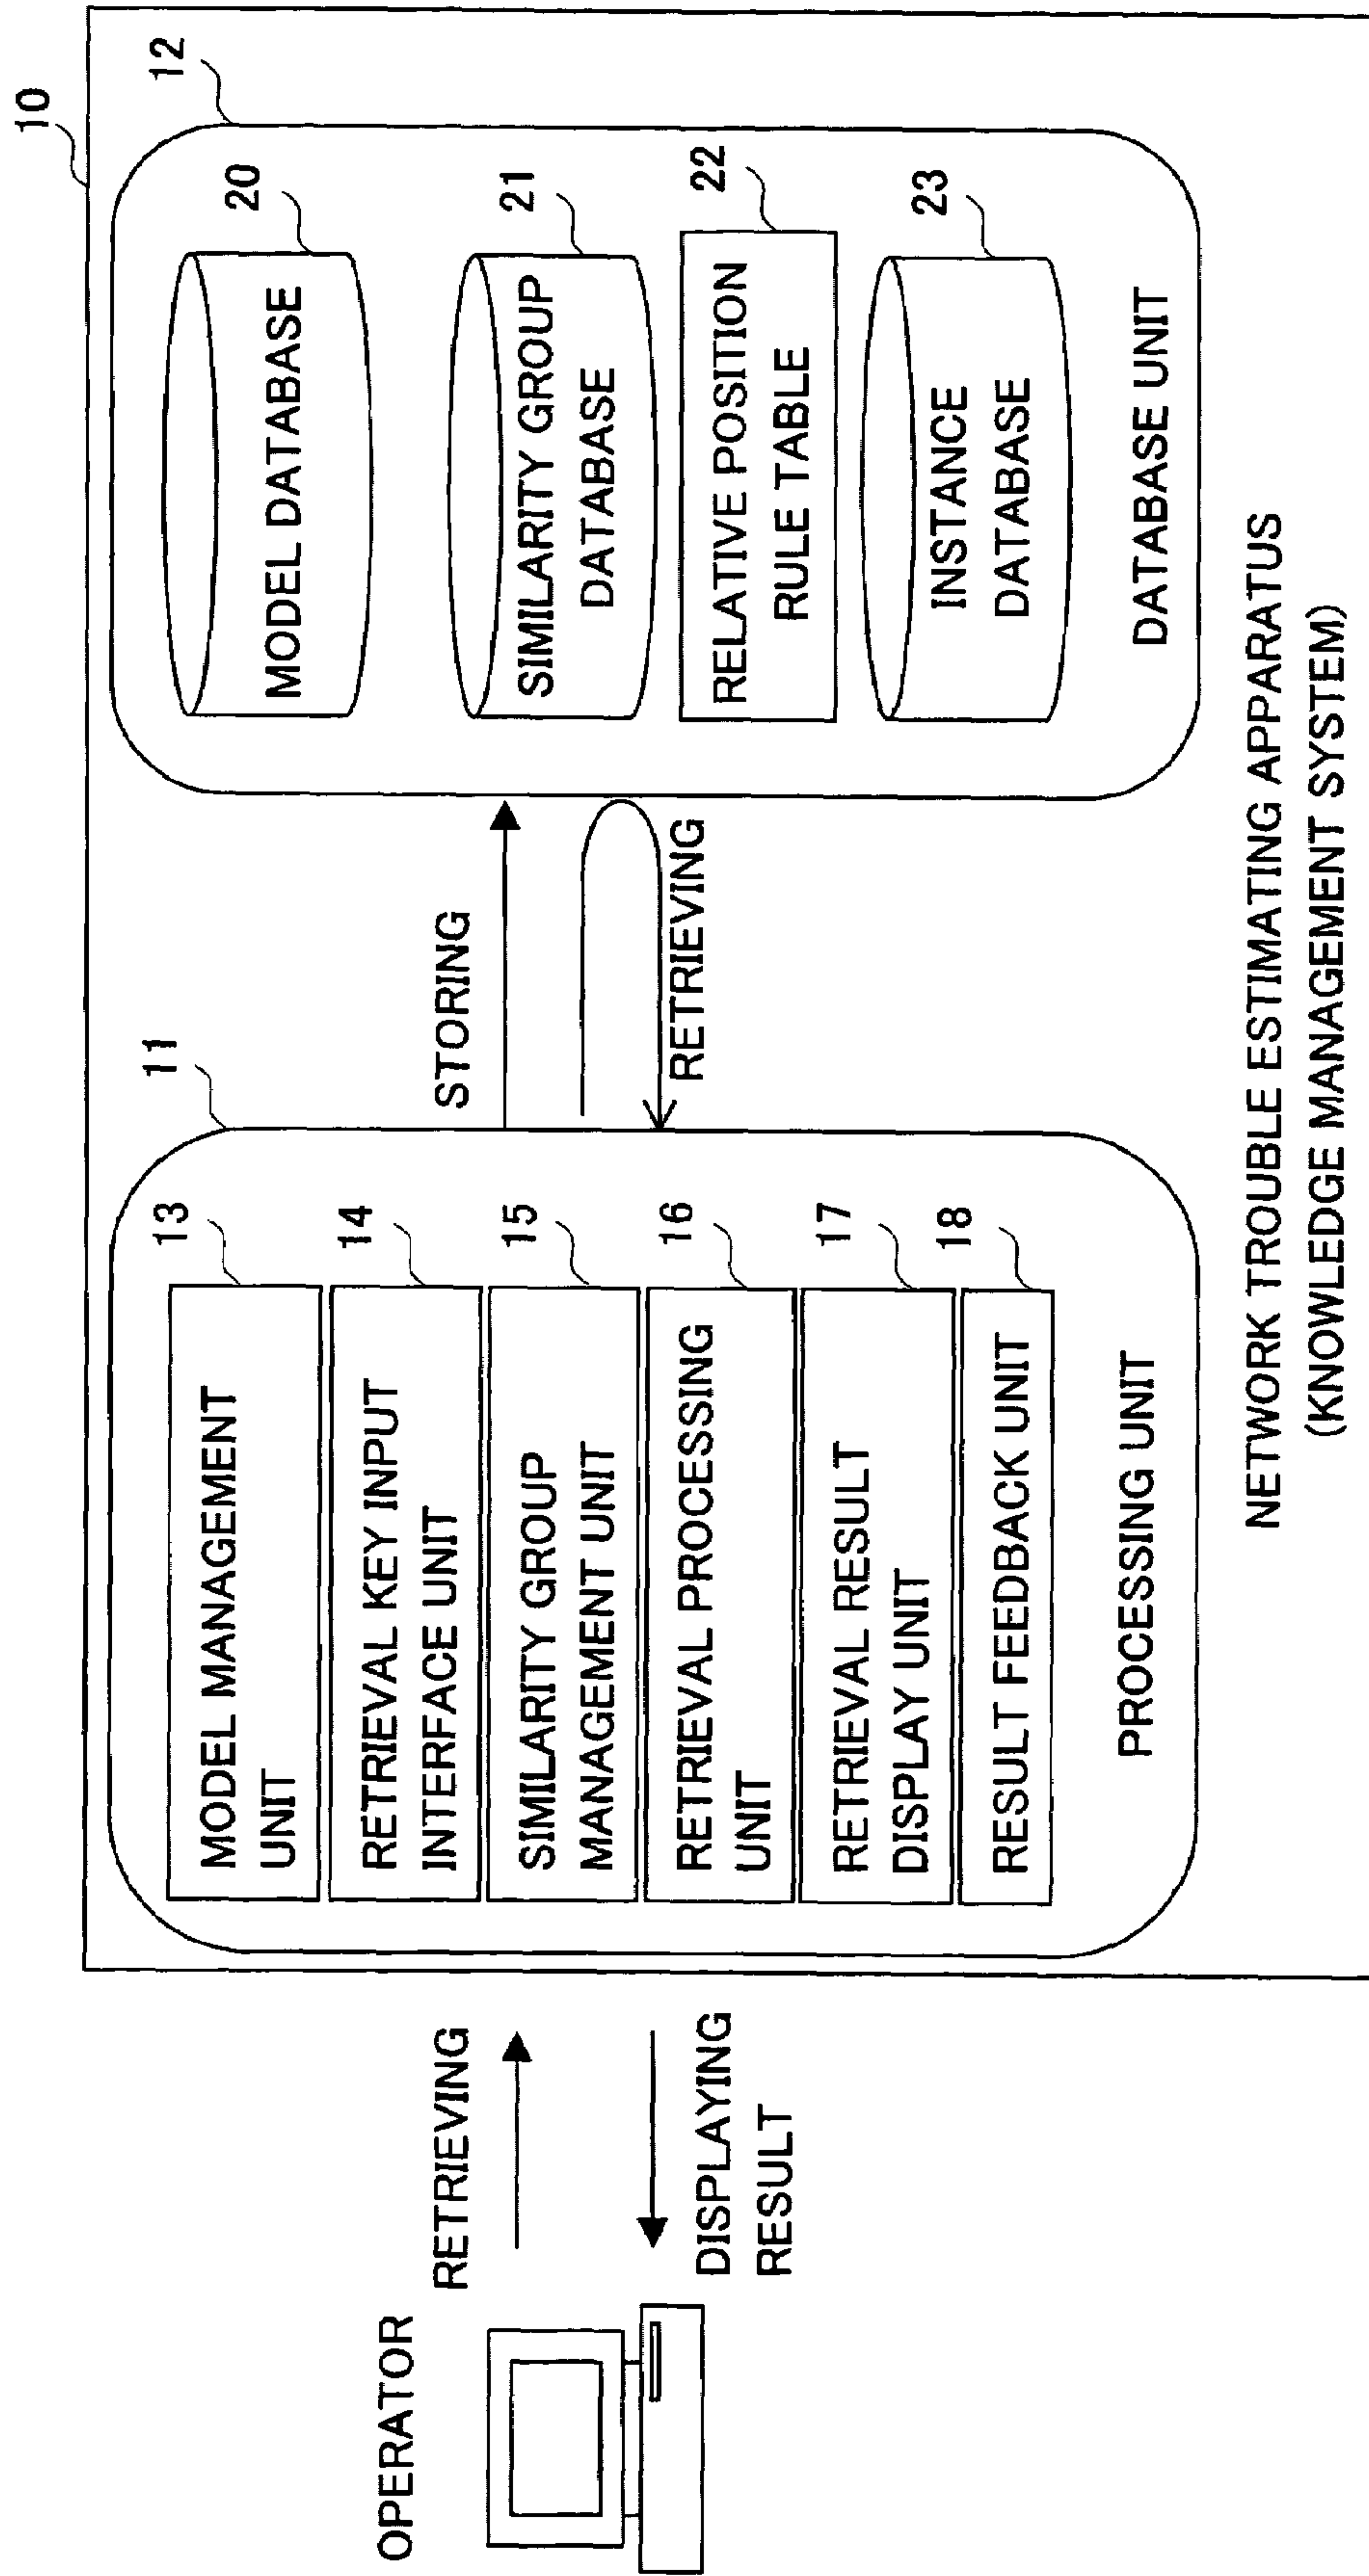 10
OPERATOR
RETRIEVING
DISPLAYING
RESULT
11
13
MODEL MANAGEMENT
UNIT
14
RETRIEVAL KEY INPUT
INTERFACE UNIT
15
SIMILARITY GROUP
MANAGEMENT UNIT
16
RETRIEVAL PROCESSING
UNIT
17
RETRIEVAL RESULT
DISPLAY UNIT
18
RESULT FEEDBACK UNIT
PROCESSING UNIT
STORING
RETRIEVING
12
20
MODEL DATABASE
21
SIMILARITY GROUP
DATABASE
22
RELATIVE POSITION
RULE TABLE
23
INSTANCE
DATABASE
DATABASE UNIT
NETWORK TROUBLE ESTIMATING APPARATUS
(KNOWLEDGE MANAGEMENT SYSTEM)